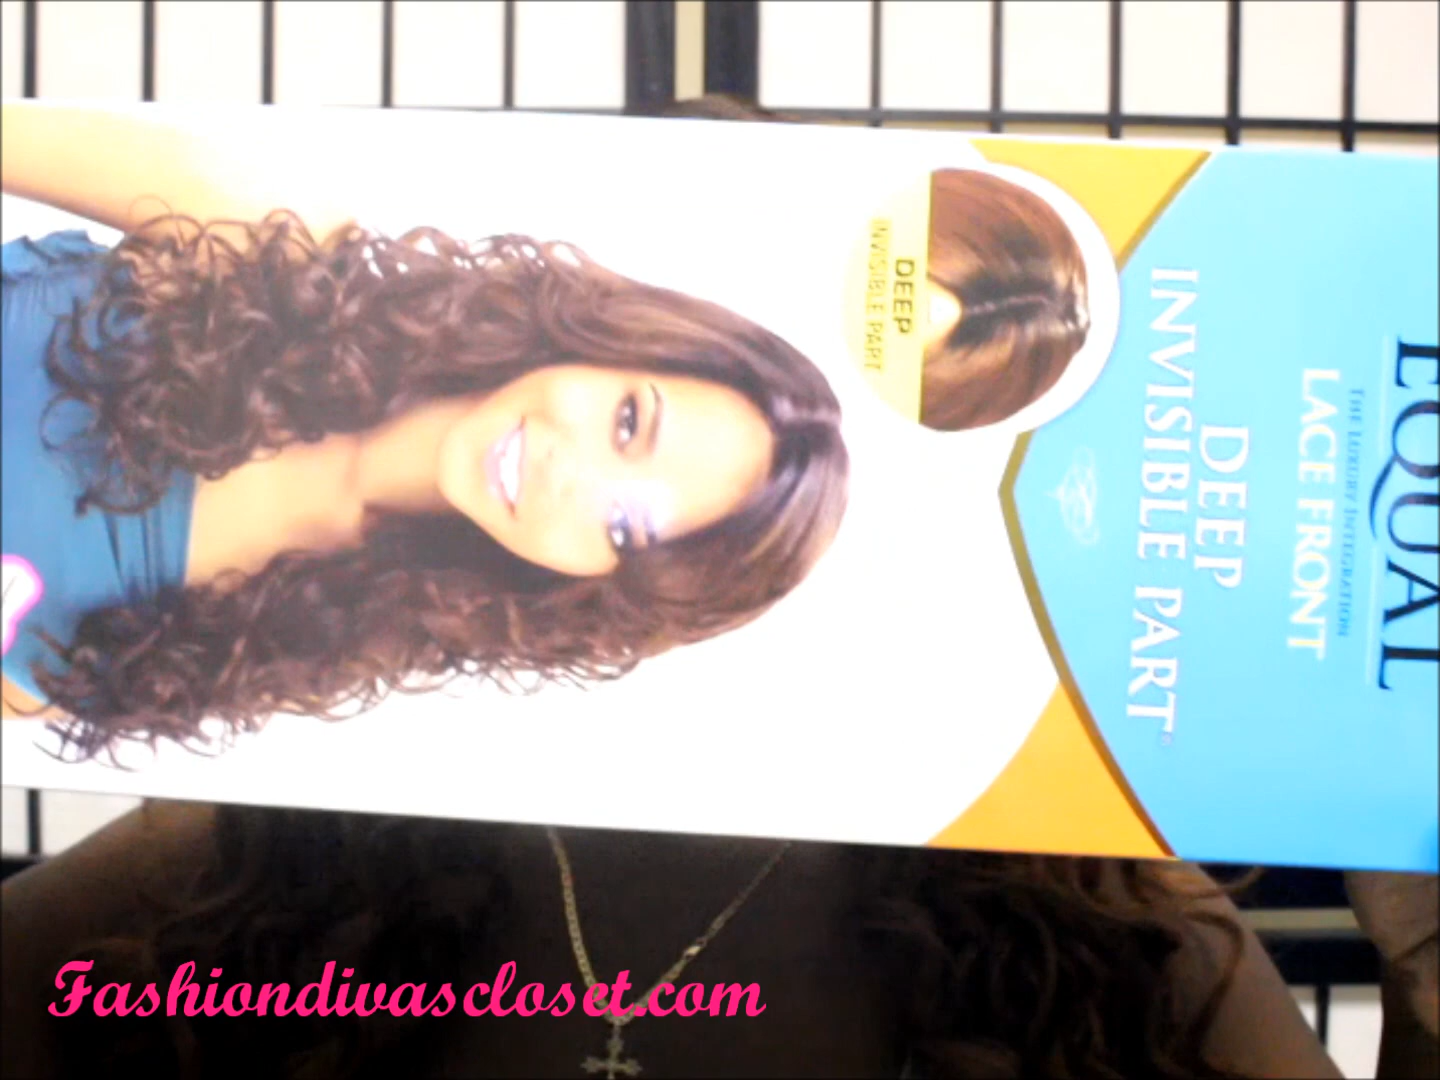 EQUAL
THE LUXURY INTEGRATION
LACE FRONT
DEEP
INVISIBLE PART
DEEP
INVISIBLE PART
Fashiondivascloset.com